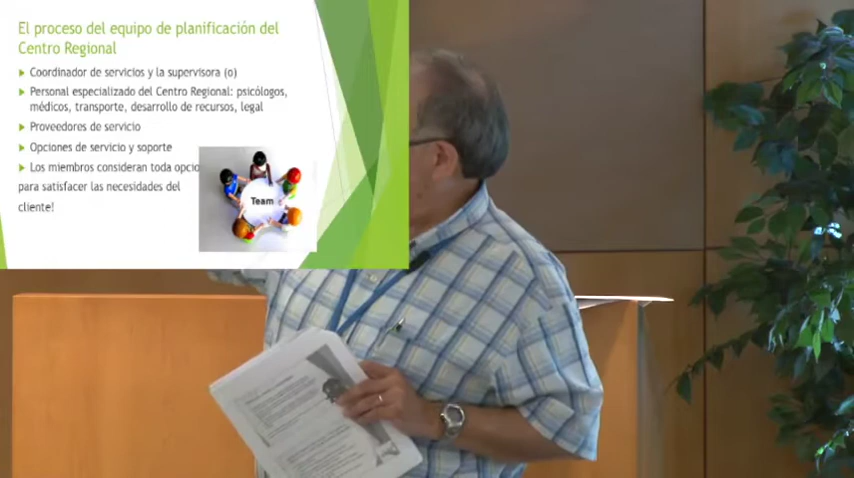 El proceso del equipo de planificación del
Centro Regional
Coordinador de servicios y la supervisora (o)
Personal especializado del Centro Regional: psicólogos,
médicos, transporte, desarrollo de recursos, legal
Proveedores de servicio
Opciones de servicio y soporte
Los miembros consideran toda opcio
para satisfacer las necesidades del
cliente!
Team